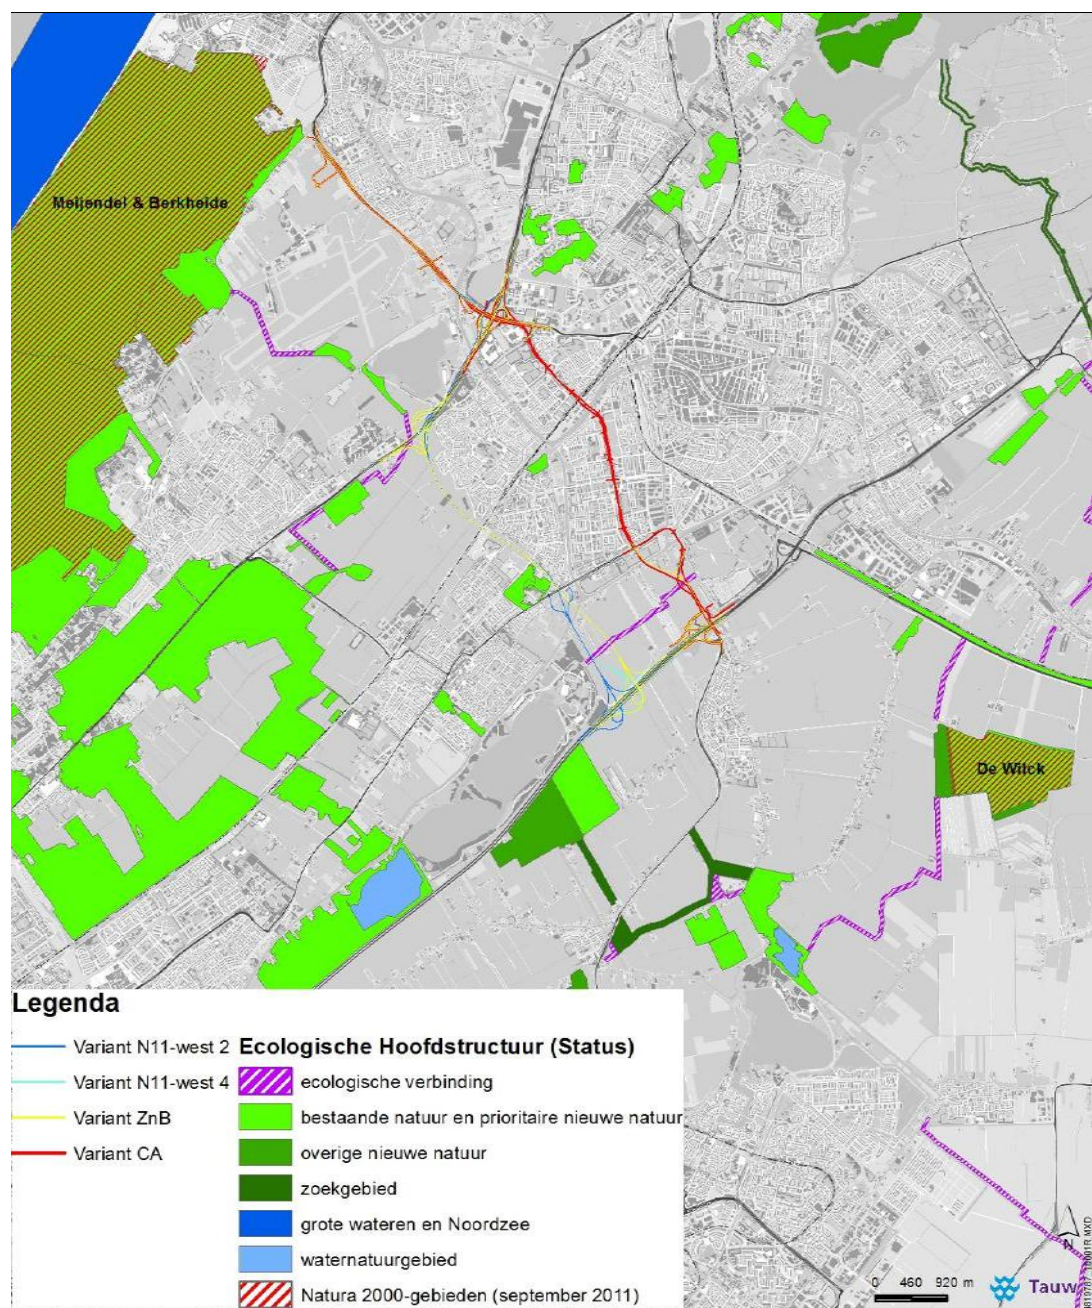 Meijendel & Berkheide
De Wilck
Legenda
Variant N11-west 2
Variant N11-west 4
Variant ZnB
Variant CA
Ecologische Hoofdstructuur (Status)
ecologische verbinding
bestaande natuur en prioritaire nieuwe natuur
overige nieuwe natuur
zoekgebied
grote wateren en Noordzee
waternatuurgebied
Natura 2000-gebieden (september 2011)
0 460 920 m
N
Tauw